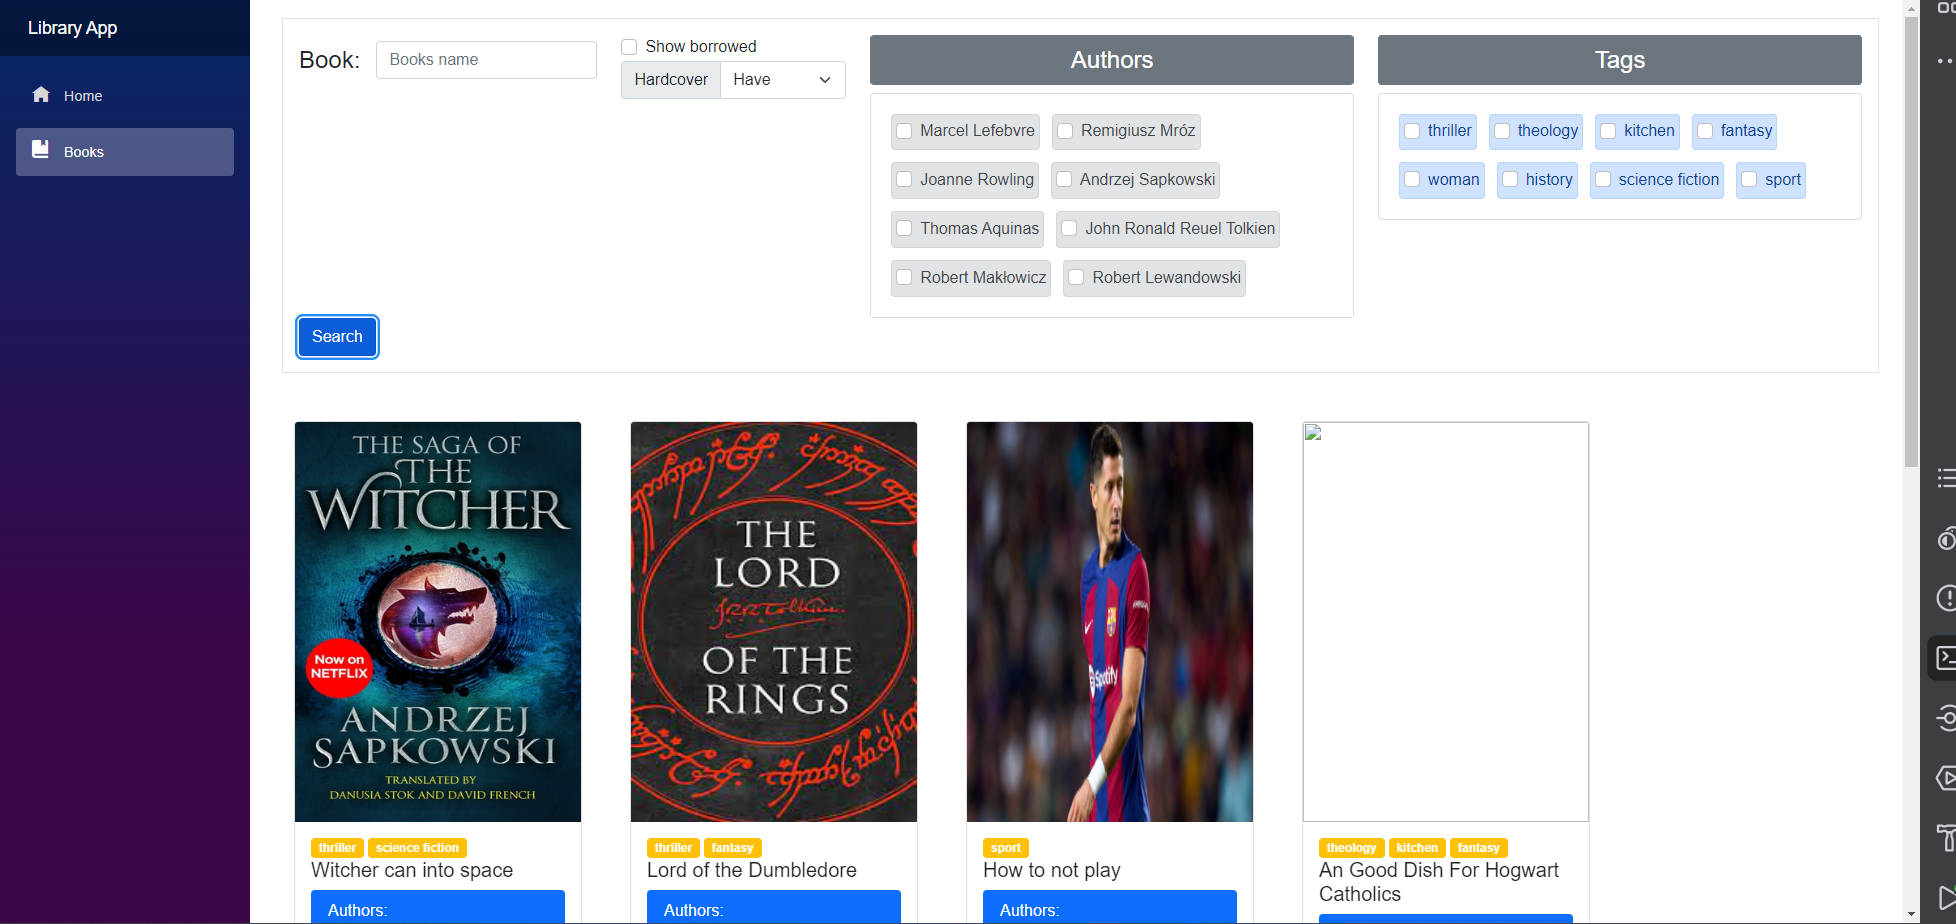 Library App
Home
Books
Book:
Books name
Show borrowed
Hardcover
Have
Authors
Marcel Lefebvre
Remigiusz Mróz
Joanne Rowling
Andrzej Sapkowski
Thomas Aquinas
John Ronald Reuel Tolkien
Robert Makłowicz
Robert Lewandowski
Tags
thriller
theology
kitchen
fantasy
woman
history
science fiction
sport
Search
THE SAGA OF
THE
WITCHER
Now on
NETFLIX
ANDRZEJ
SAPKOWSKI
TRANSLATED BY
DANUSIA STOK AND DAVID FRENCH
thriller science fiction
Witcher can into space
Authors:
THE
LORD
OF THE
RINGS
thriller fantasy
Lord of the Dumbledore
Authors:
Spotify
sport
How to not play
Authors:
theology kitchen fantasy
An Good Dish For Hogwart
Catholics